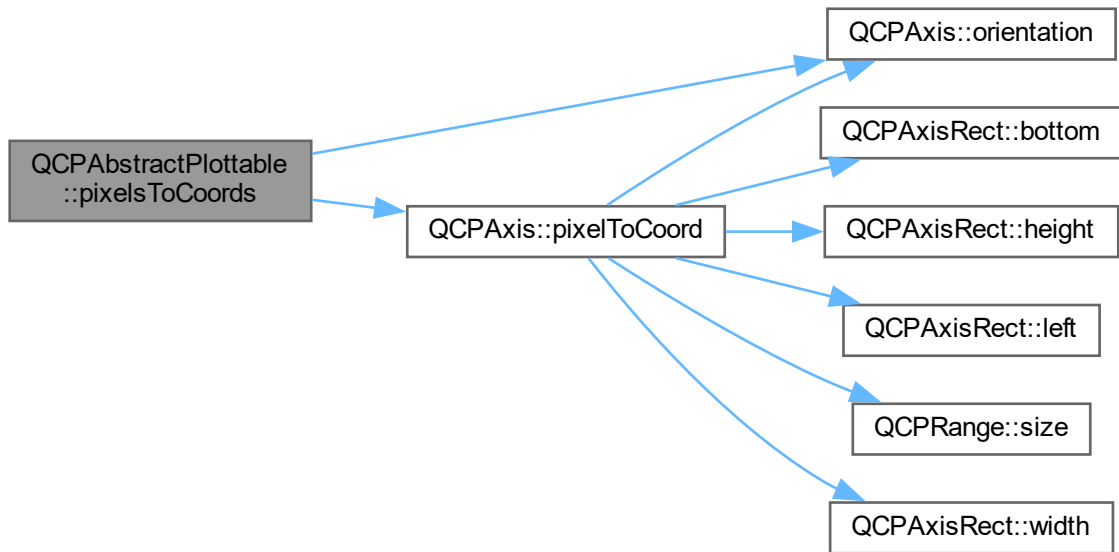 QCPAbstractPlottable
::pixelsToCoords
QCPAxis::pixelToCoord
QCPAxis::orientation
QCPAxisRect::bottom
QCPAxisRect::height
QCPAxisRect::left
QCPRange::size
QCPAxisRect::width